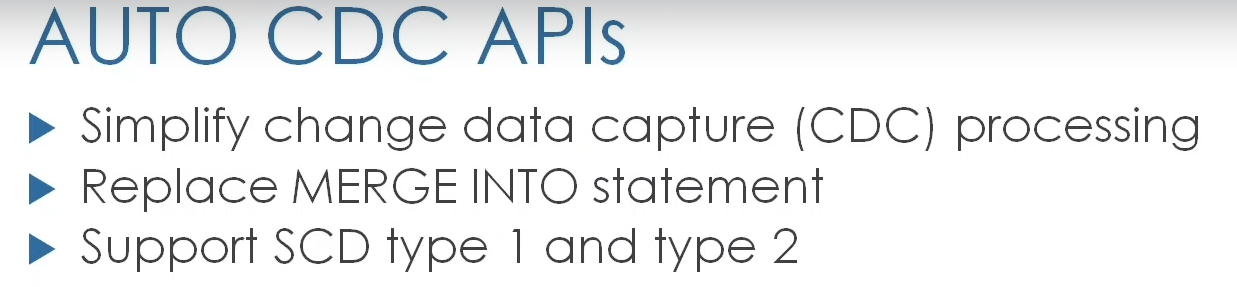 AUTO CDC APIs
Simplify change data capture (CDC) processing
Replace MERGE INTO statement
Support SCD type 1 and type 2